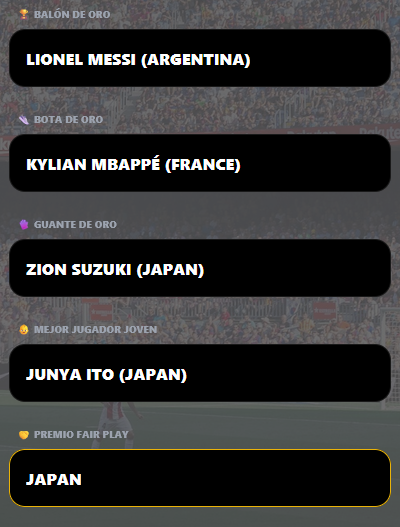 BALÓN DE ORO
LIONEL MESSI (ARGENTINA)
BOTA DE ORO
KYLIAN MBAPPÉ (FRANCE)
GUANTE DE ORO
ZION SUZUKI (JAPAN)
MEJOR JUGADOR JOVEN
JUNYA ITO (JAPAN)
PREMIO FAIR PLAY
JAPAN